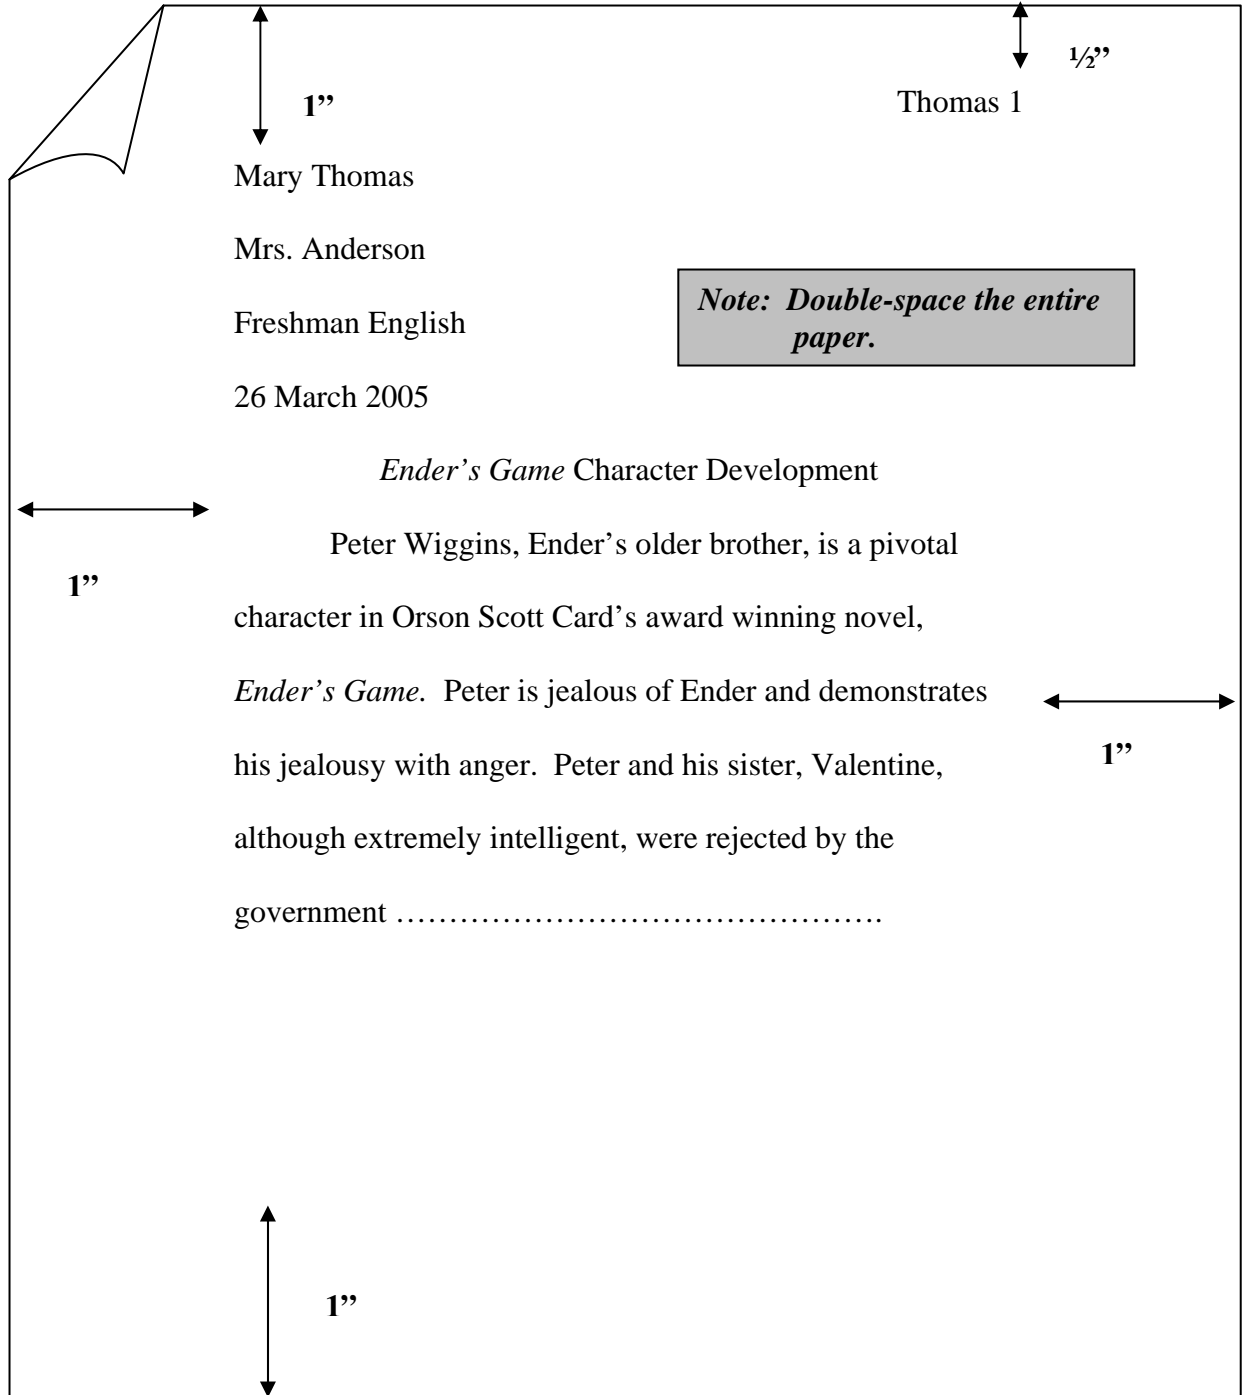 ½”
1”
Thomas 1
Mary Thomas
Mrs. Anderson
Note:  Double-space the entire
paper.
Freshman English
26 March 2005
Ender’s Game Character Development
Peter Wiggins, Ender’s older brother, is a pivotal
1”
character in Orson Scott Card’s award winning novel,
Ender’s Game.  Peter is jealous of Ender and demonstrates
1”
his jealousy with anger.  Peter and his sister, Valentine,
although extremely intelligent, were rejected by the
government ……………………………………….
1”